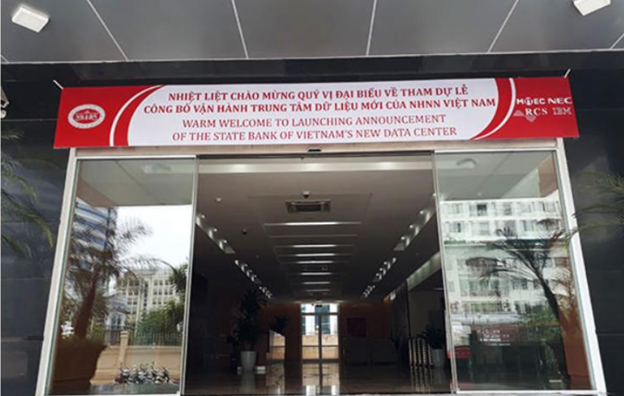 NHIỆT LIỆT CHÀO MỪNG QUÝ VỊ ĐẠI BIỂU VỀ THAM DỰ LỄ
CÔNG BỐ VẬN HÀNH TRUNG TÂM DỮ LIỆU MỚI CỦA NHNN VIỆT NAM
WARM WELCOME TO LAUNCHING ANNOUNCEMENT
OF THE STATE BANK OF VIETNAM'S NEW DATA CENTER
NEC
RCS IBM